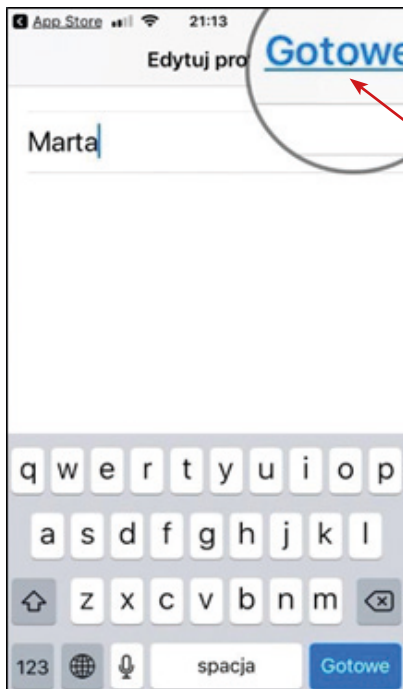 App Store 21:13
Edytuj pro Gotowe
Marta
q w e r t y u i o p
a s d f g h j k l
z x c v b n m
123 spacja Gotowe